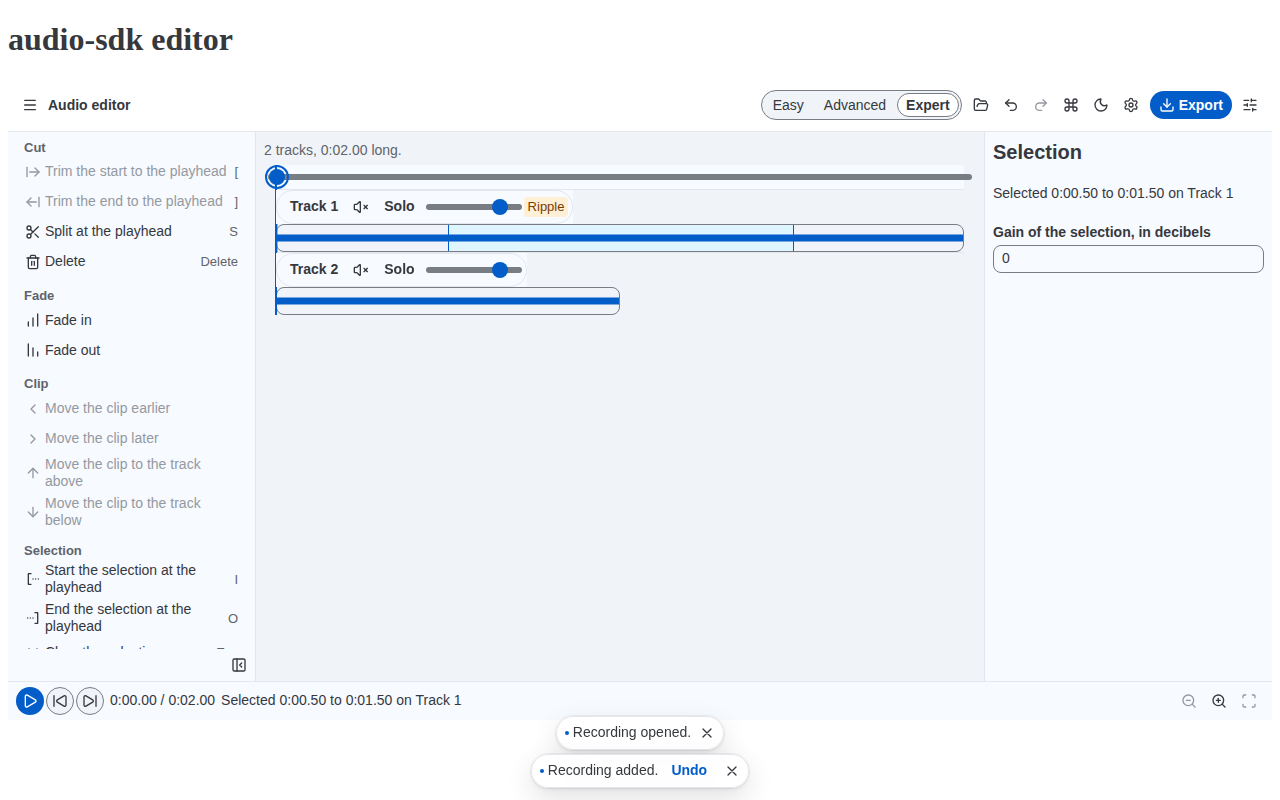 audio-sdk editor
Audio editor
Easy Advanced Expert
Export
Cut
Trim the start to the playhead [
Trim the end to the playhead ]
Split at the playhead S
Delete Delete
Fade
Fade in
Fade out
Clip
Move the clip earlier
Move the clip later
Move the clip to the track
above
Move the clip to the track
below
Selection
Start the selection at the
playhead I
End the selection at the
playhead O
2 tracks, 0:02.00 long.
Track 1 Solo Ripple
Track 2 Solo
Selection
Selected 0:00.50 to 0:01.50 on Track 1
Gain of the selection, in decibels
0
0:00.00 / 0:02.00 Selected 0:00.50 to 0:01.50 on Track 1
Recording opened.
Recording added. Undo